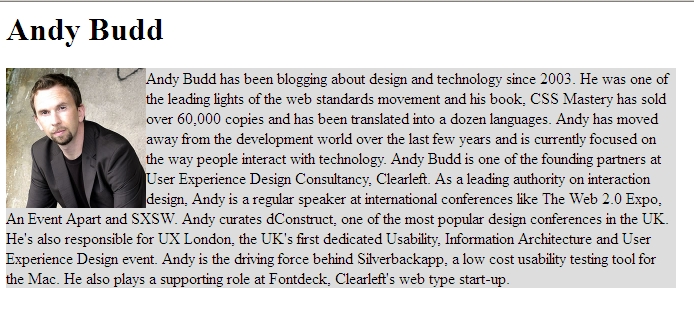 Andy Budd
Andy Budd has been blogging about design and technology since 2003. He was one of
the leading lights of the web standards movement and his book, CSS Mastery has sold
over 60,000 copies and has been translated into a dozen languages. Andy has moved
away from the development world over the last few years and is currently focused on
the way people interact with technology. Andy Budd is one of the founding partners at
User Experience Design Consultancy, Clearleft. As a leading authority on interaction
design, Andy is a regular speaker at international conferences like The Web 2.0 Expo,
An Event Apart and SXSW. Andy curates dConstruct, one of the most popular design conferences in the UK.
He's also responsible for UX London, the UK's first dedicated Usability, Information Architecture and User
Experience Design event. Andy is the driving force behind Silverbackapp, a low cost usability testing tool for
the Mac. He also plays a supporting role at Fontdeck, Clearleft's web type start-up.